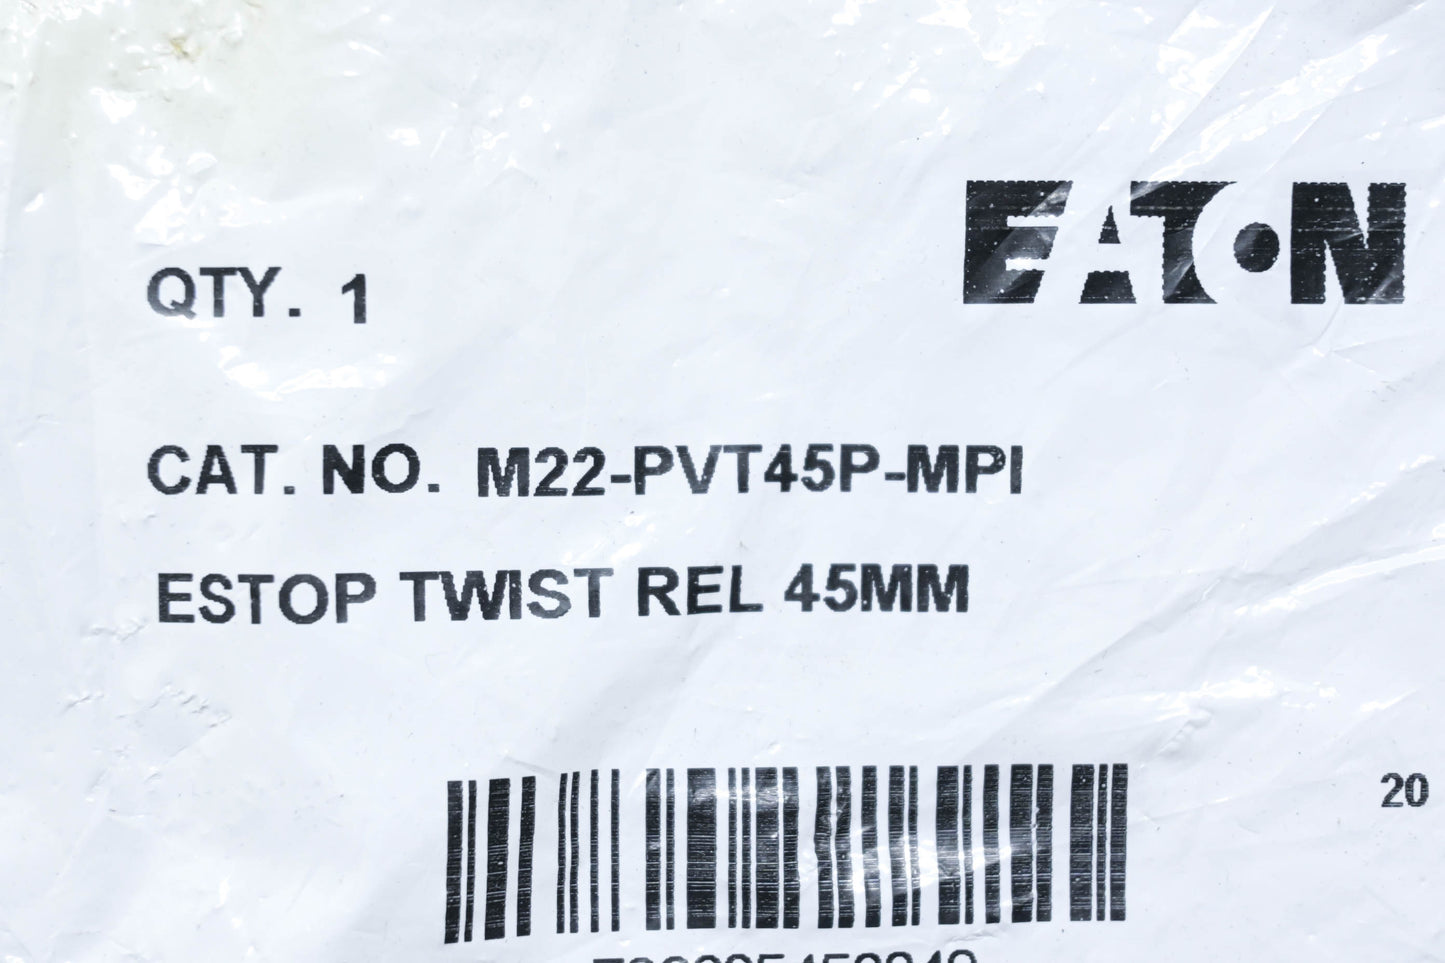 EATON
QTY. 1
CAT. NO. M22-PVT45P-MPI
ESTOP TWIST REL 45MM
20